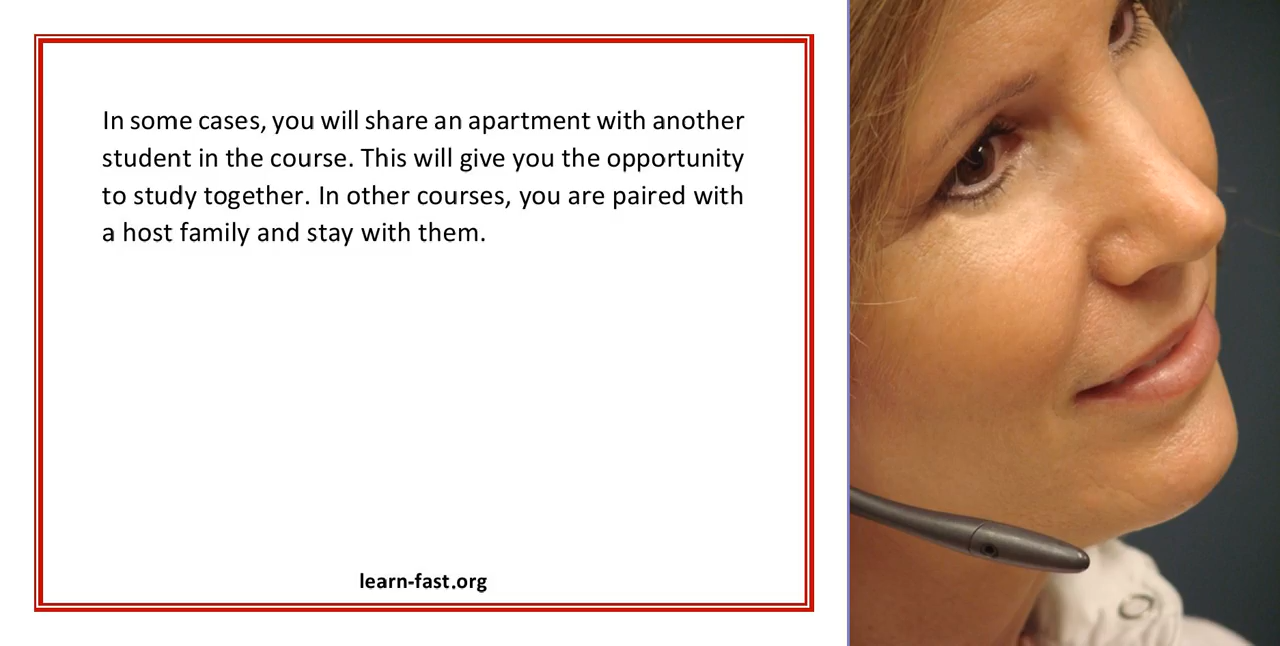 In some cases, you will share an apartment with another
student in the course. This will give you the opportunity
to study together. In other courses, you are paired with
a host family and stay with them.
learn-fast.org